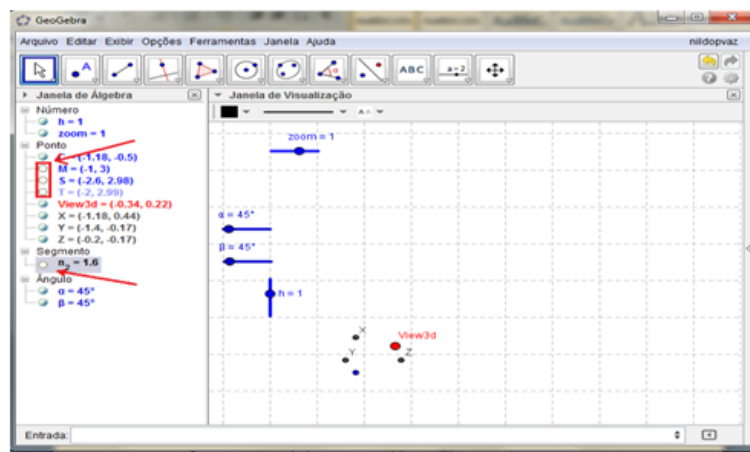 GeoGebra
Arquivo Editar Exibir Opções Ferramentas Janela Ajuda nildopvaz
A
ABC a=2
Janela de Álgebra
Janela de Visualização
Número
h = 1
zoom = 1
Ponto
= (-1.18, -0.5)
M = (-1, 3)
S = (-2.6, 2.98)
T = (-2, 2.99)
View3d = (-0.34, 0.22)
X = (-1.18, 0.44)
Y = (-1.4, -0.17)
Z = (-0.2, -0.17)
Segmento
= 1.6
Ângulo
α = 45°
β = 45°
zoom = 1
α = 45°
β = 45°
h = 1
X
View3d
Y
Z
Entrada: